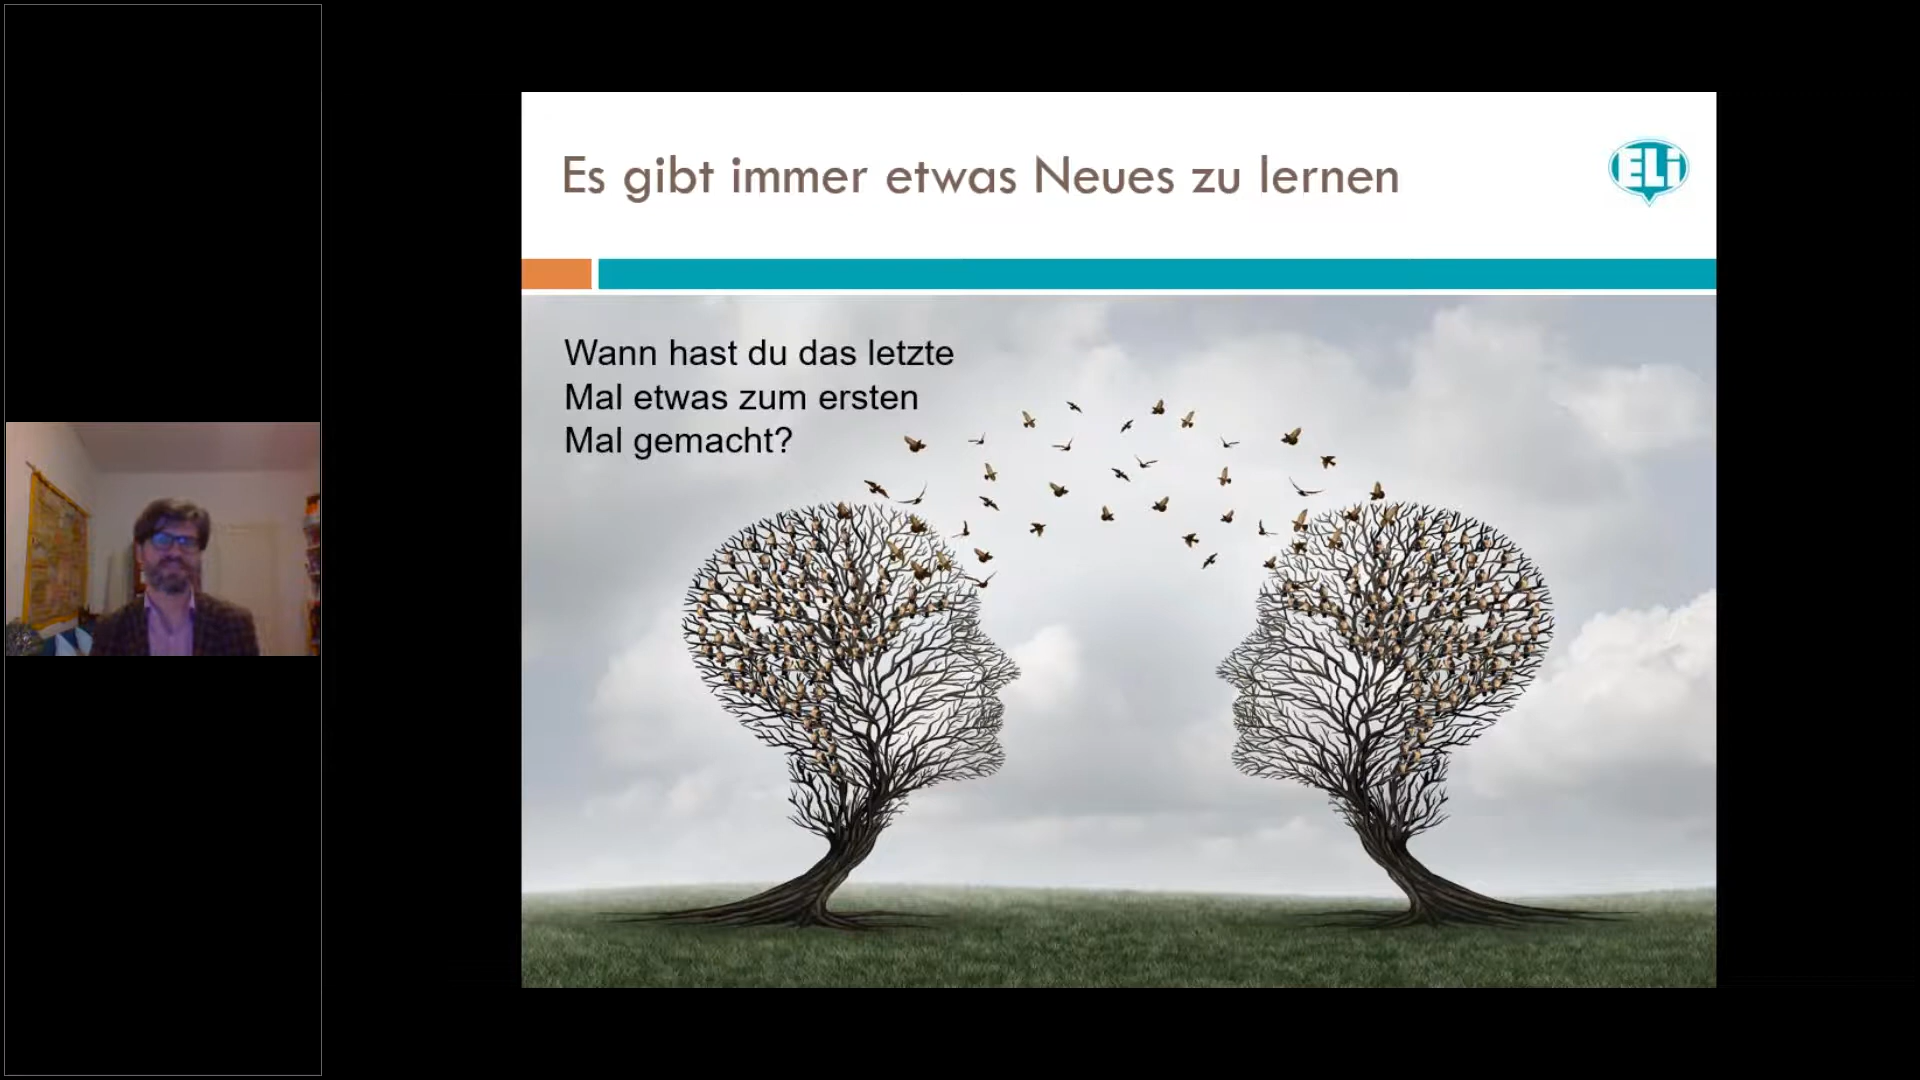 Es gibt immer etwas Neues zu lernen
ELi
Wann hast du das letzte
Mal etwas zum ersten
Mal gemacht?